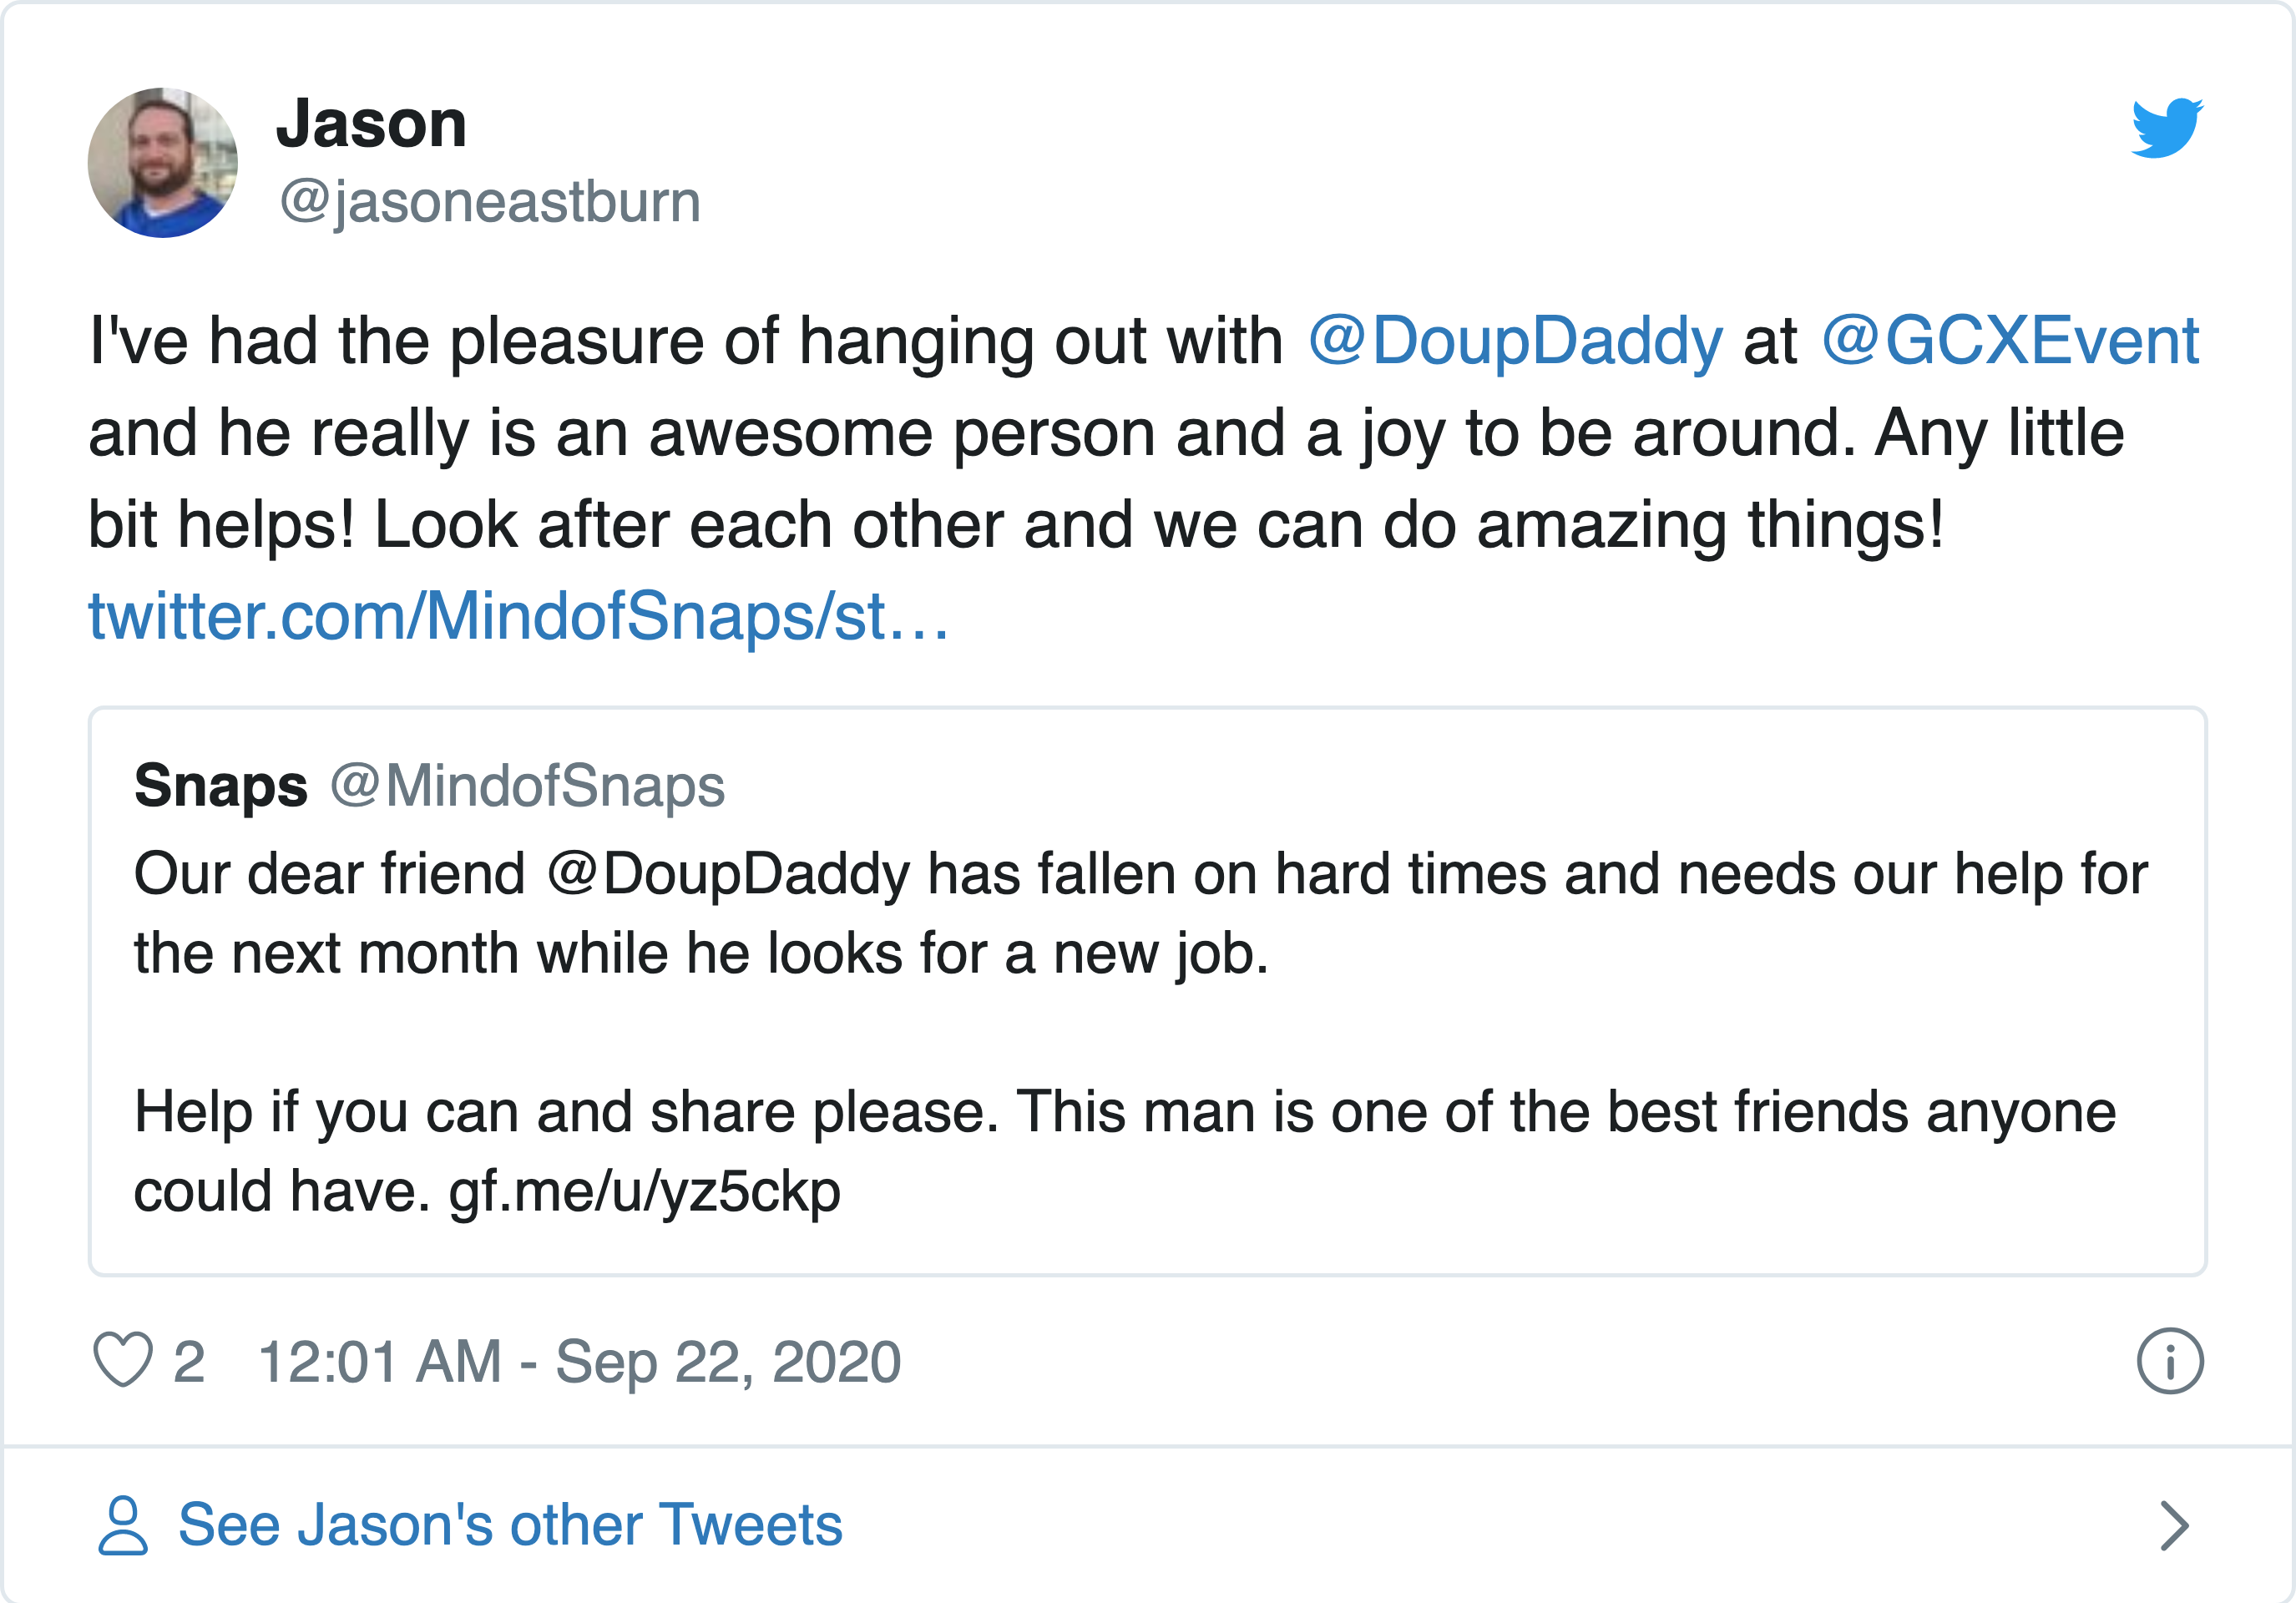 Jason
@jasoneastburn
I've had the pleasure of hanging out with @DoupDaddy at @GCXEvent
and he really is an awesome person and a joy to be around. Any little
bit helps! Look after each other and we can do amazing things!
twitter.com/MindofSnaps/st…
Snaps @MindofSnaps
Our dear friend @DoupDaddy has fallen on hard times and needs our help for
the next month while he looks for a new job.
Help if you can and share please. This man is one of the best friends anyone
could have. gf.me/u/yz5ckp
2 12:01 AM - Sep 22, 2020
See Jason's other Tweets